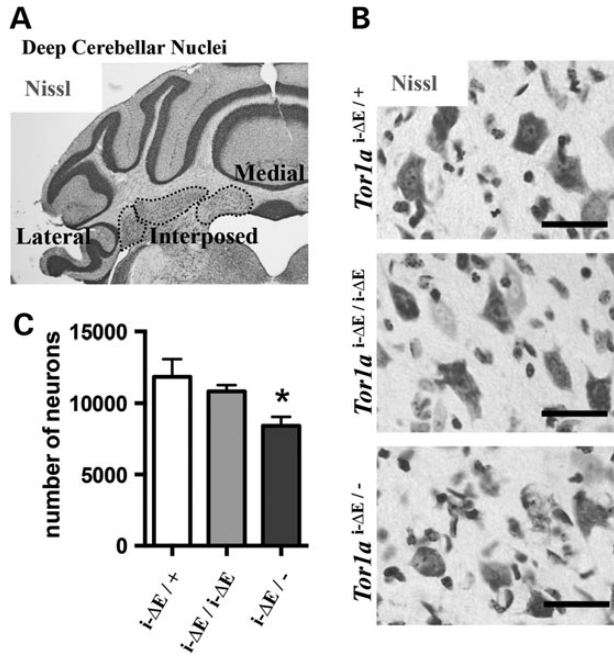 A
Deep Cerebellar Nuclei
Nissl
Medial
Lateral
Interposed
B
Nissl
Tor1a i-ΔE / +
Tor1a i-ΔE / i-ΔE
Tor1a i-ΔE / -
C
number of neurons
15000
10000
5000
0
*
i-ΔE / +
i-ΔE / i-ΔE
i-ΔE / -